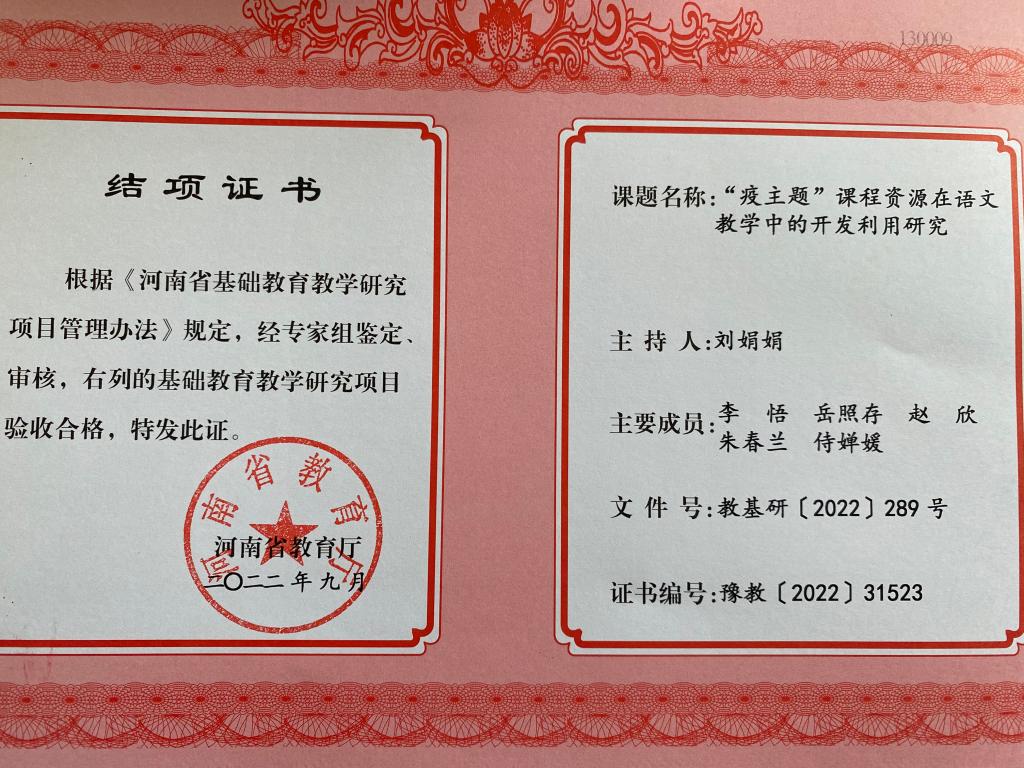 130009
结项证书
根据《河南省基础教育教学研究
项目管理办法》规定，经专家组鉴定、
审核，右列的基础教育教学研究项目
验收合格，特发此证。
河南省教育厅
河南省教育厅
二〇二二年九月
课题名称：“疫主题”课程资源在语文
教学中的开发利用研究
主持人：刘娟娟
主要成员：李悟 岳照存 赵欣
朱春兰 侍婵媛
文件号：教基研〔2022〕289号
证书编号：豫教〔2022〕31523